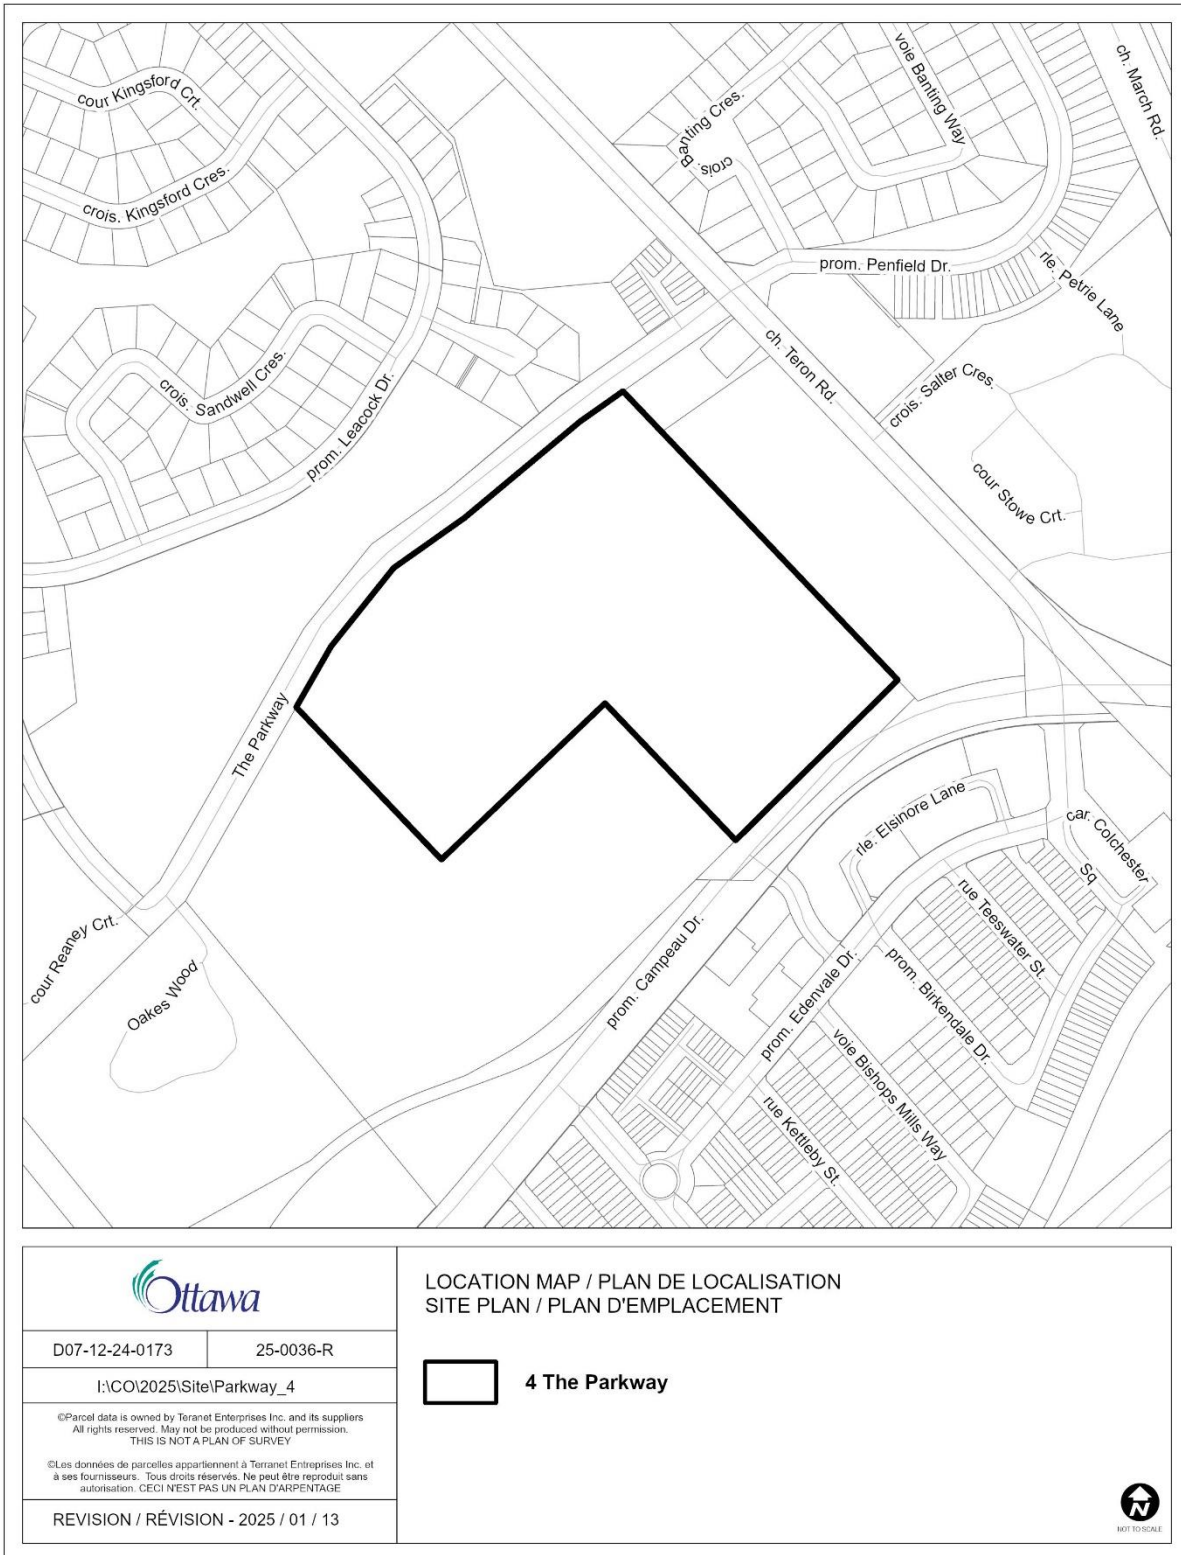 cour Kingsford Crt.
crois. Kingsford Cres.
crois. Sandwell Cres.
prom. Leacock Dr.
crois. Banting Cres.
voie Banting Way
ch. March Rd.
prom. Penfield Dr.
rle. Petrie Lane
ch. Teron Rd.
crois. Salter Cres.
cour Stowe Crt.
The Parkway
cour Reaney Crt.
Oakes Wood
prom. Campeau Dr.
rle. Elsinore Lane
car. Colchester Sq
rue Teeswater St.
prom. Birkendale Dr.
prom. Edenvale Dr.
voie Bishops Mills Way
rue Kettleby St.
Ottawa
D07-12-24-0173
25-0036-R
I:\CO\2025\Site\Parkway_4
©Parcel data is owned by Teranet Enterprises Inc. and its suppliers
All rights reserved. May not be produced without permission.
THIS IS NOT A PLAN OF SURVEY
©Les données de parcelles appartiennent à Terranet Entreprises Inc. et
à ses fournisseurs. Tous droits réservés. Ne peut être reproduit sans
autorisation. CECI N'EST PAS UN PLAN D'ARPENTAGE
REVISION / RÉVISION - 2025 / 01 / 13
LOCATION MAP / PLAN DE LOCALISATION
SITE PLAN / PLAN D'EMPLACEMENT
4 The Parkway
N
NOT TO SCALE